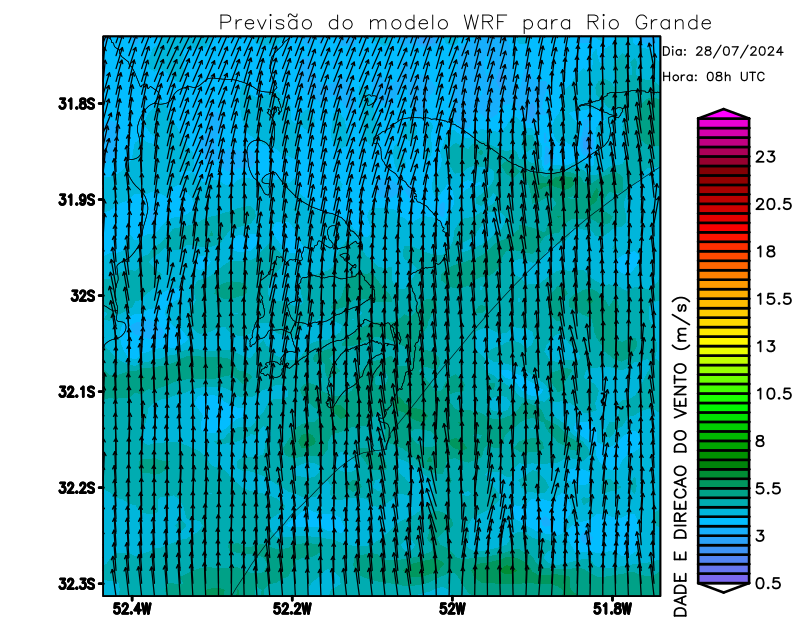 Previsão do modelo WRF para Rio Grande
Dia: 28/07/2024
Hora: 08h UTC
31.8S
31.9S
32S
32.1S
32.2S
32.3S
52.4W
52.2W
52W
51.8W
23
20.5
18
15.5
13
10.5
8
5.5
3
0.5
DADE E DIRECAO DO VENTO (m/s)